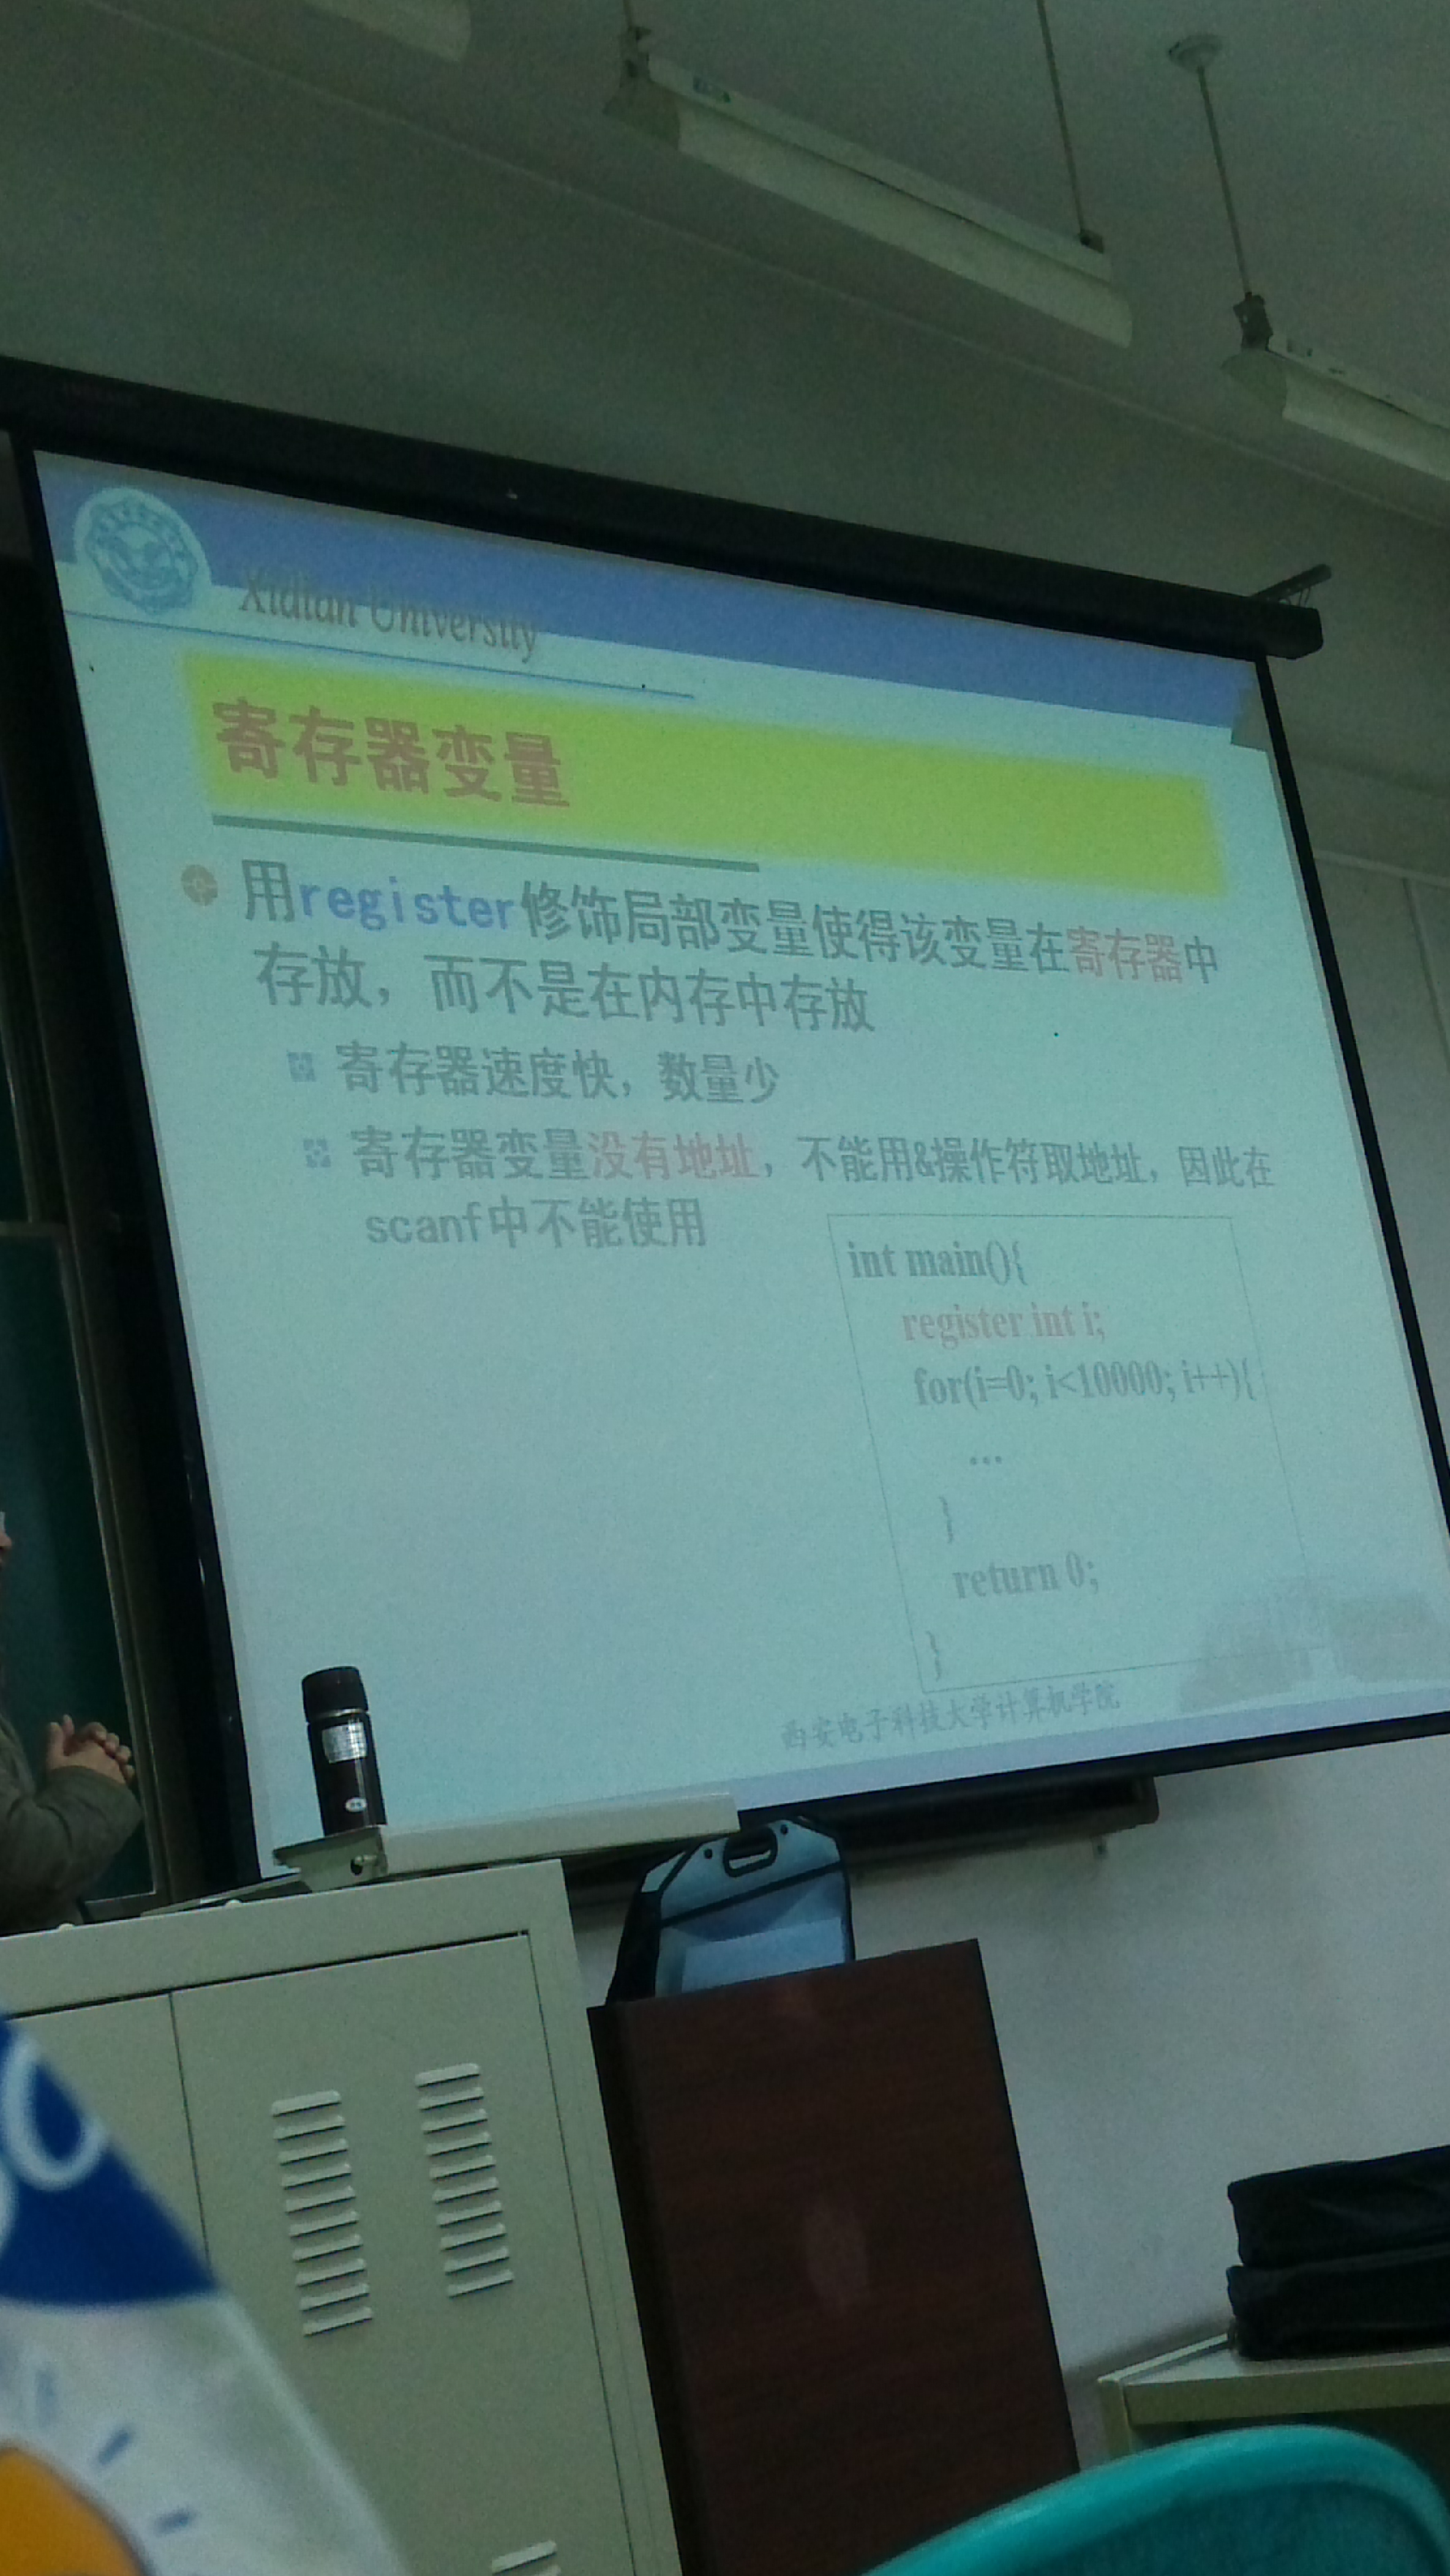 Xidian University
寄存器变量
用register修饰局部变量使得该变量在寄存器中
存放，而不是在内存中存放
寄存器速度快，数量少
寄存器变量没有地址，不能用&操作符取地址，因此在
scanf中不能使用
int main(){
register int i;
for(i=0; i<10000; i++){
...
}
return 0;
}
西安电子科技大学计算机学院